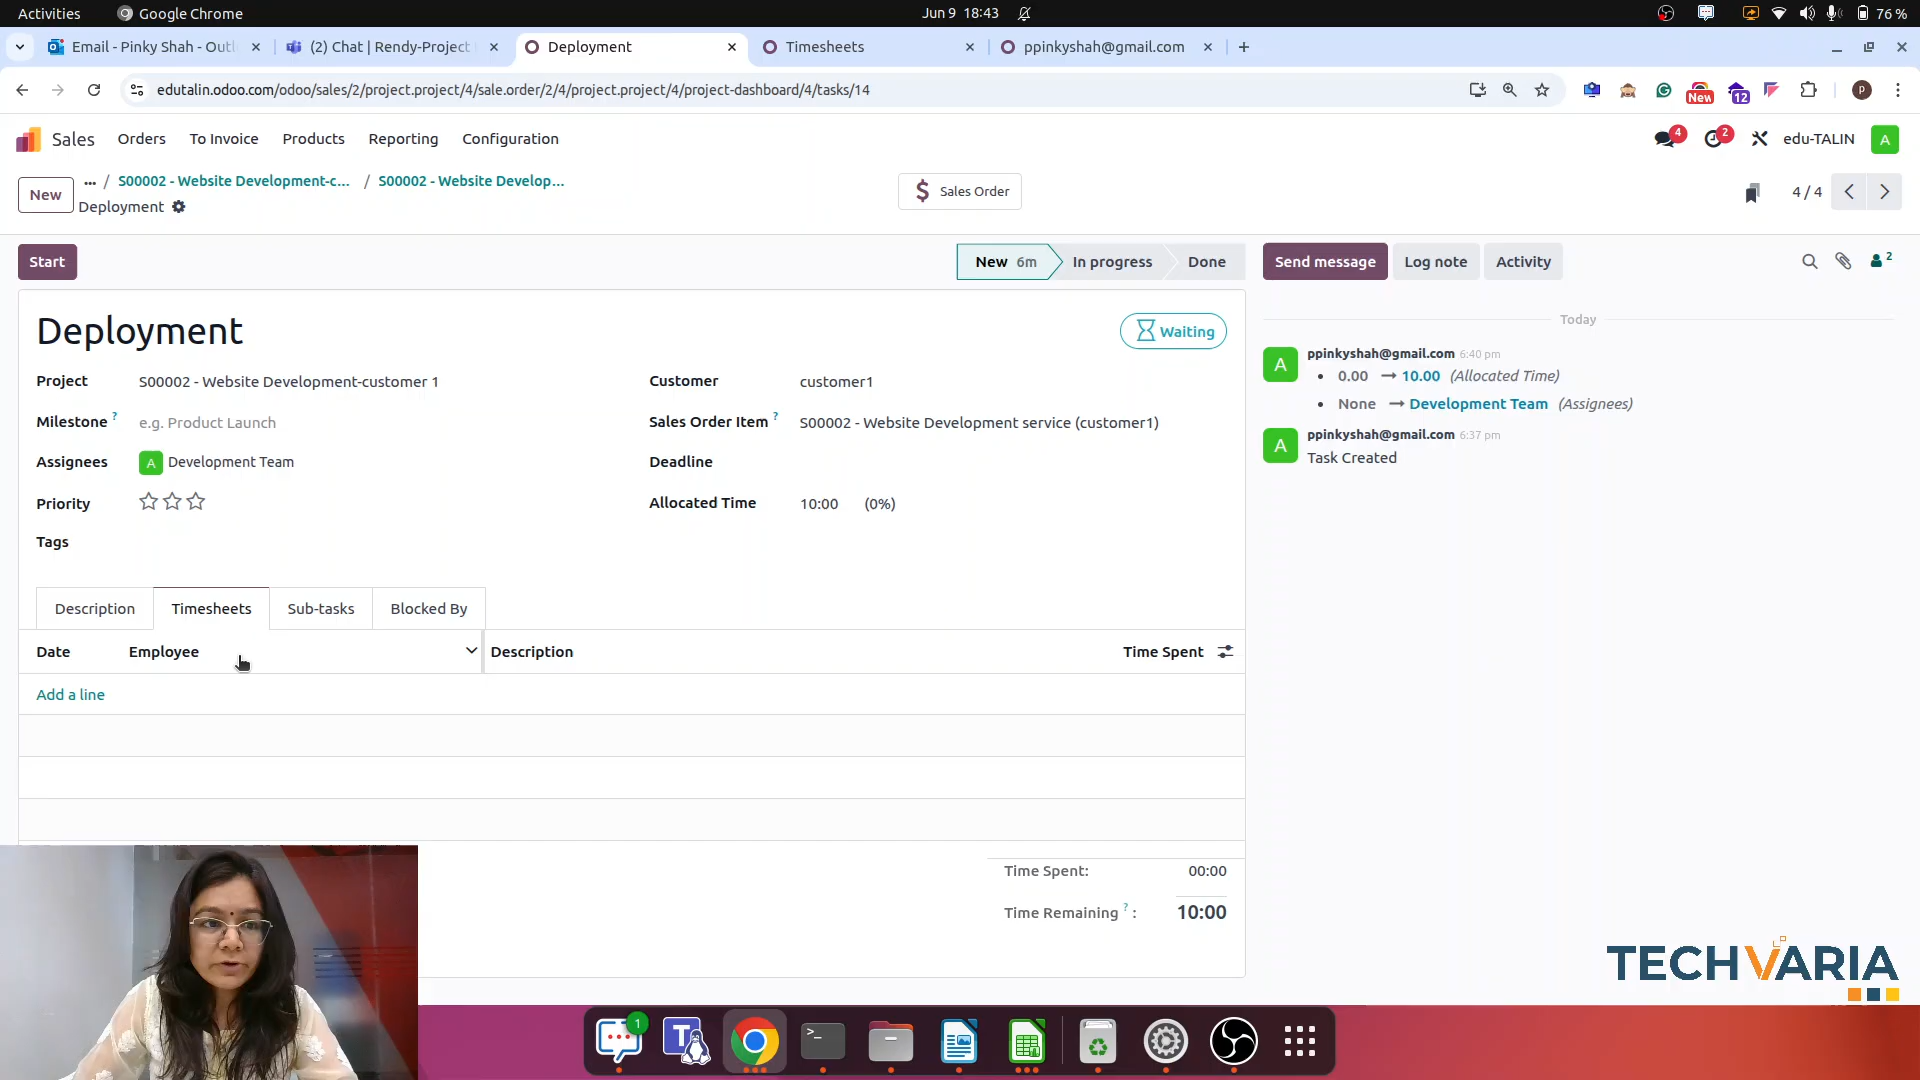 Activities
Google Chrome
Jun 9 18:43
76 %
Email - Pinky Shah - Outl
(2) Chat | Rendy-Project
Deployment
Timesheets
ppinkyshah@gmail.com
edutalin.odoo.com/odoo/sales/2/project.project/4/sale.order/2/4/project.project/4/project-dashboard/4/tasks/14
New
12
p
Sales
Orders
To Invoice
Products
Reporting
Configuration
4
2
edu-TALIN
A
New
... / S00002 - Website Development-c... / S00002 - Website Develop...
Deployment
$ Sales Order
4 / 4
Start
New 6m
In progress
Done
Send message
Log note
Activity
2
Deployment
Waiting
Project
S00002 - Website Development-customer 1
Customer
customer1
Milestone ?
e.g. Product Launch
Sales Order Item ?
S00002 - Website Development service (customer1)
Assignees
A Development Team
Deadline
Priority
Allocated Time
10:00 (0%)
Tags
Today
A
ppinkyshah@gmail.com 6:40 pm
• 0.00 → 10.00 (Allocated Time)
• None → Development Team (Assignees)
A
ppinkyshah@gmail.com 6:37 pm
Task Created
Description
Timesheets
Sub-tasks
Blocked By
Date
Employee
Description
Time Spent
Add a line
Time Spent: 00:00
Time Remaining ? : 10:00
TECHVARIA
1
T
>_